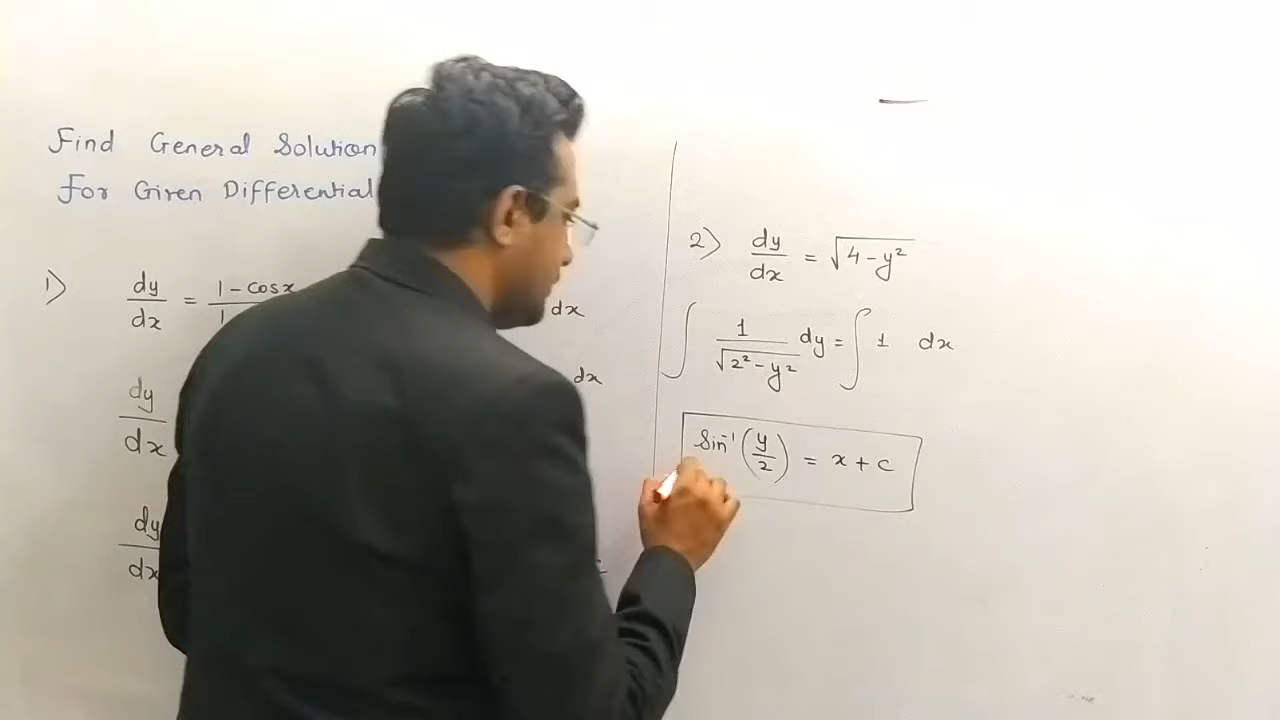 Find General Solution
For Given Differential
1) dy/dx = 1 - cosx/1
dx
dy/dx
dx
dy/dx
2) dy/dx = √4 - y²
∫ 1/√2² - y² dy = ∫ 1 dx
Sin⁻¹ (y/2) = x + c